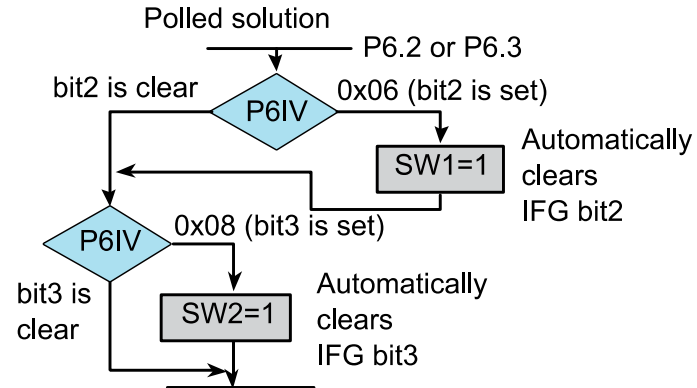 Polled solution
P6.2 or P6.3
bit2 is clear
P6IV
0x06 (bit2 is set)
SW1=1
Automatically
clears
IFG bit2
P6IV
0x08 (bit3 is set)
bit3 is
clear
SW2=1
Automatically
clears
IFG bit3